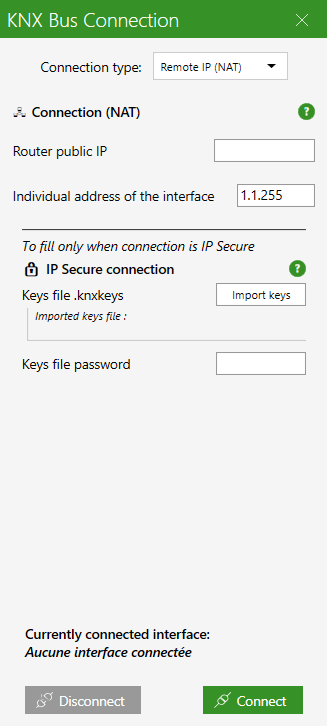 KNX Bus Connection
Connection type: Remote IP (NAT)
Connection (NAT) ?
Router public IP
Individual address of the interface 1.1.255
To fill only when connection is IP Secure
IP Secure connection ?
Keys file .knxkeys Import keys
Imported keys file :
Keys file password
Currently connected interface:
Aucune interface connectée
Disconnect Connect